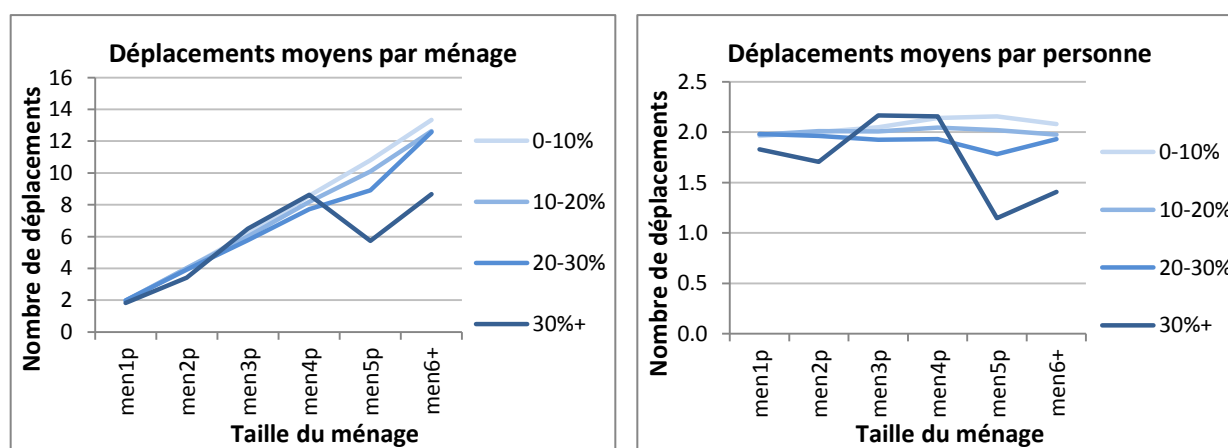 Déplacements moyens par ménage
16
14
12
10
8
6
4
2
0
Nombre de déplacements
men1p
men2p
men3p
men4p
men5p
men6+
Taille du ménage
0-10%
10-20%
20-30%
30%+
Déplacements moyens par personne
2.5
2.0
1.5
1.0
0.5
0.0
Nombre de déplacements
men1p
men2p
men3p
men4p
men5p
men6+
Taille du ménage
0-10%
10-20%
20-30%
30%+